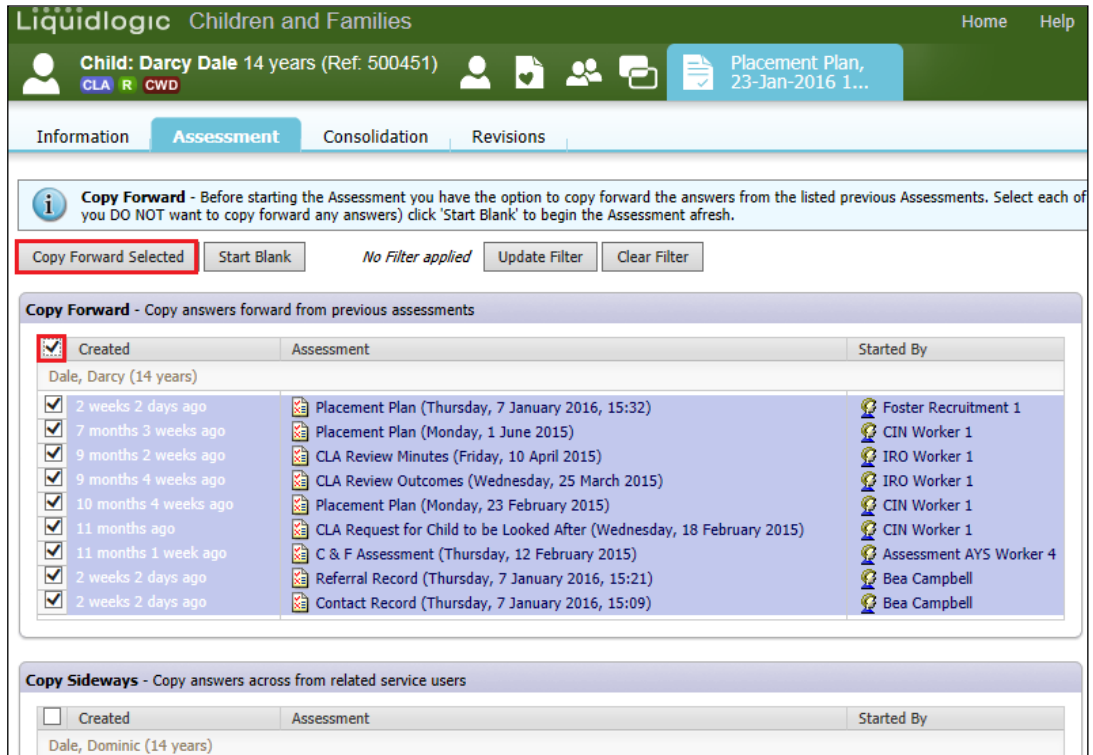 Liquidlogic Children and Families Home Help
Child: Darcy Dale 14 years (Ref: 500451)
CLA R CWD
Placement Plan,
23-Jan-2016 1...
Information Assessment Consolidation Revisions
Copy Forward - Before starting the Assessment you have the option to copy forward the answers from the listed previous Assessments. Select each of
you DO NOT want to copy forward any answers) click 'Start Blank' to begin the Assessment afresh.
Copy Forward Selected Start Blank No Filter applied Update Filter Clear Filter
Copy Forward - Copy answers forward from previous assessments
Created Assessment Started By
Dale, Darcy (14 years)
2 weeks 2 days ago Placement Plan (Thursday, 7 January 2016, 15:32) Foster Recruitment 1
7 months 3 weeks ago Placement Plan (Monday, 1 June 2015) CIN Worker 1
9 months 2 weeks ago CLA Review Minutes (Friday, 10 April 2015) IRO Worker 1
9 months 4 weeks ago CLA Review Outcomes (Wednesday, 25 March 2015) IRO Worker 1
10 months 4 weeks ago Placement Plan (Monday, 23 February 2015) CIN Worker 1
11 months ago CLA Request for Child to be Looked After (Wednesday, 18 February 2015) CIN Worker 1
11 months 1 week ago C & F Assessment (Thursday, 12 February 2015) Assessment AYS Worker 4
2 weeks 2 days ago Referral Record (Thursday, 7 January 2016, 15:21) Bea Campbell
2 weeks 2 days ago Contact Record (Thursday, 7 January 2016, 15:09) Bea Campbell
Copy Sideways - Copy answers across from related service users
Created Assessment Started By
Dale, Dominic (14 years)